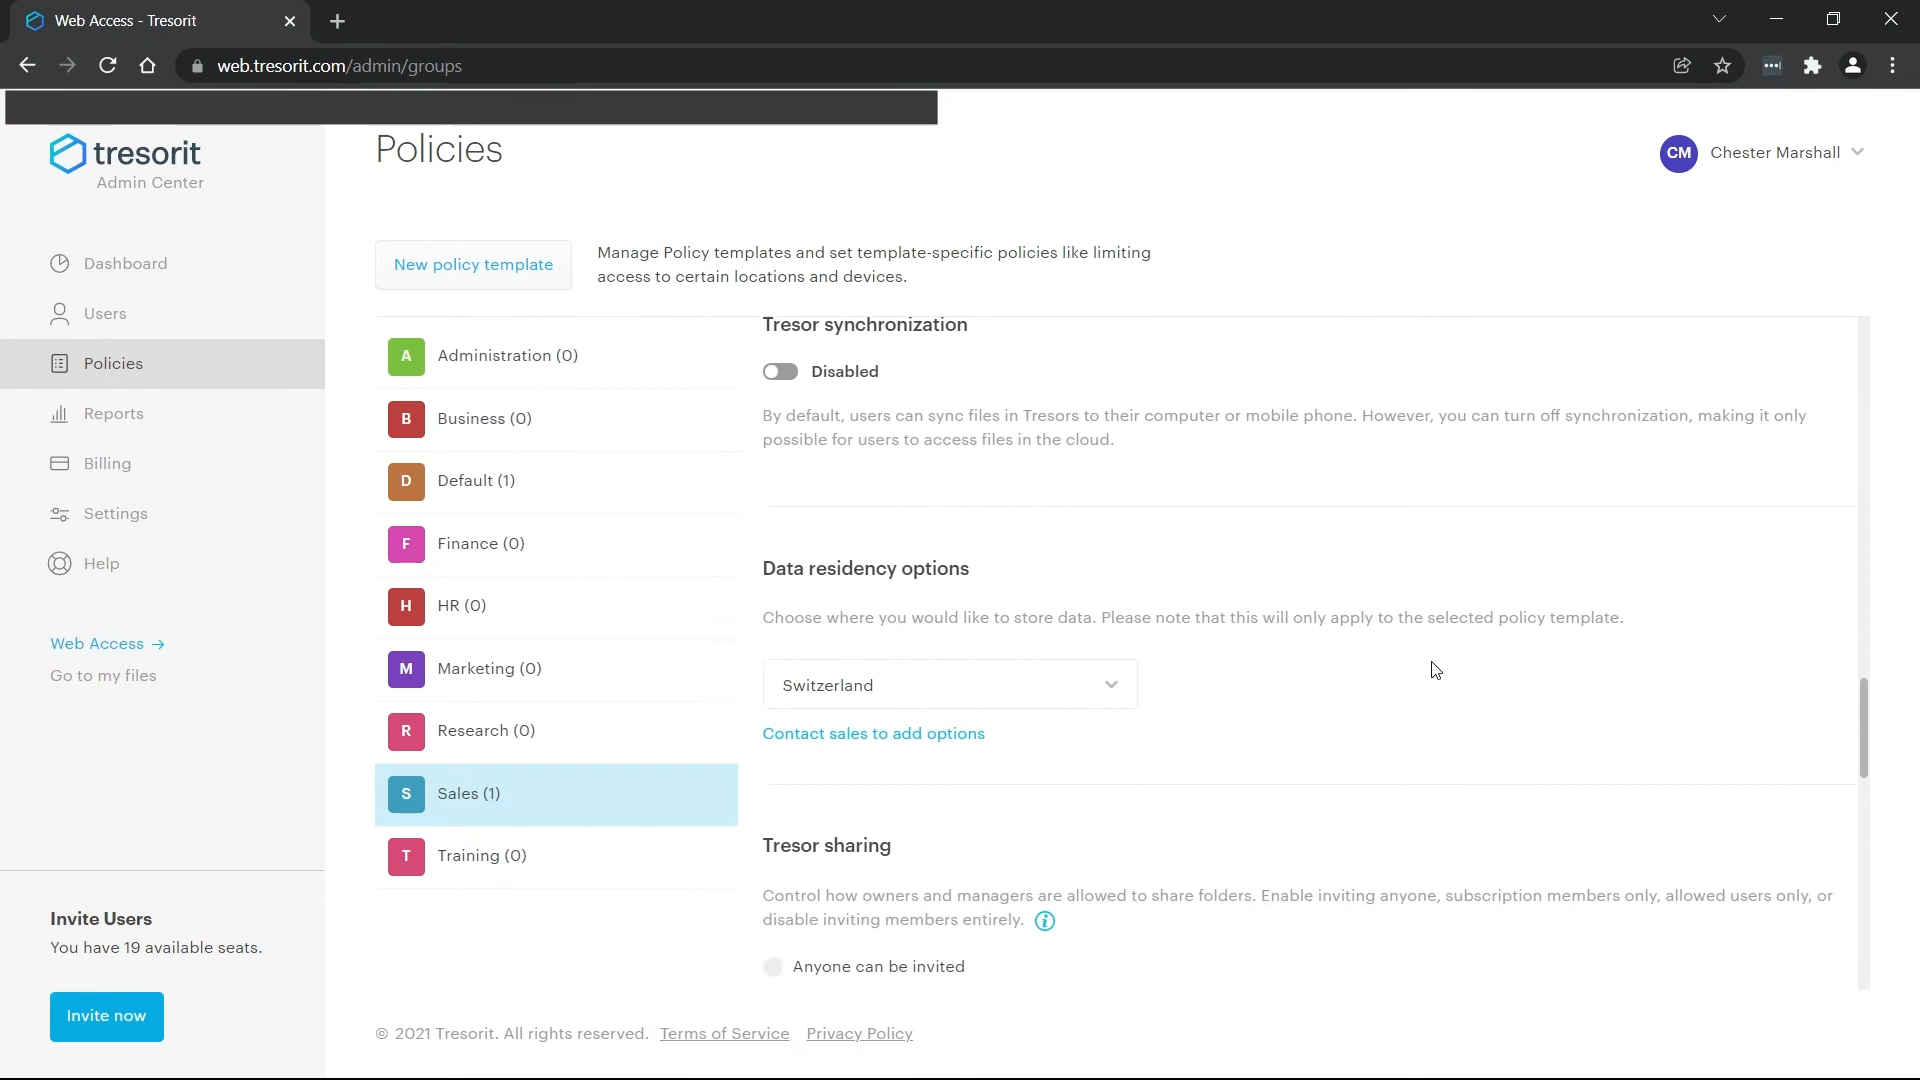 Web Access - Tresorit
web.tresorit.com/admin/groups
tresorit
Admin Center
Policies
CM
Chester Marshall
Dashboard
Users
Policies
Reports
Billing
Settings
Help
Web Access →
Go to my files
Invite Users
You have 19 available seats.
Invite now
New policy template
Manage Policy templates and set template-specific policies like limiting
access to certain locations and devices.
A Administration (0)
B Business (0)
D Default (1)
F Finance (0)
H HR (0)
M Marketing (0)
R Research (0)
S Sales (1)
T Training (0)
Tresor synchronization
Disabled
By default, users can sync files in Tresors to their computer or mobile phone. However, you can turn off synchronization, making it only
possible for users to access files in the cloud.
Data residency options
Choose where you would like to store data. Please note that this will only apply to the selected policy template.
Switzerland
Contact sales to add options
Tresor sharing
Control how owners and managers are allowed to share folders. Enable inviting anyone, subscription members only, allowed users only, or
disable inviting members entirely. i
Anyone can be invited
© 2021 Tresorit. All rights reserved. Terms of Service Privacy Policy